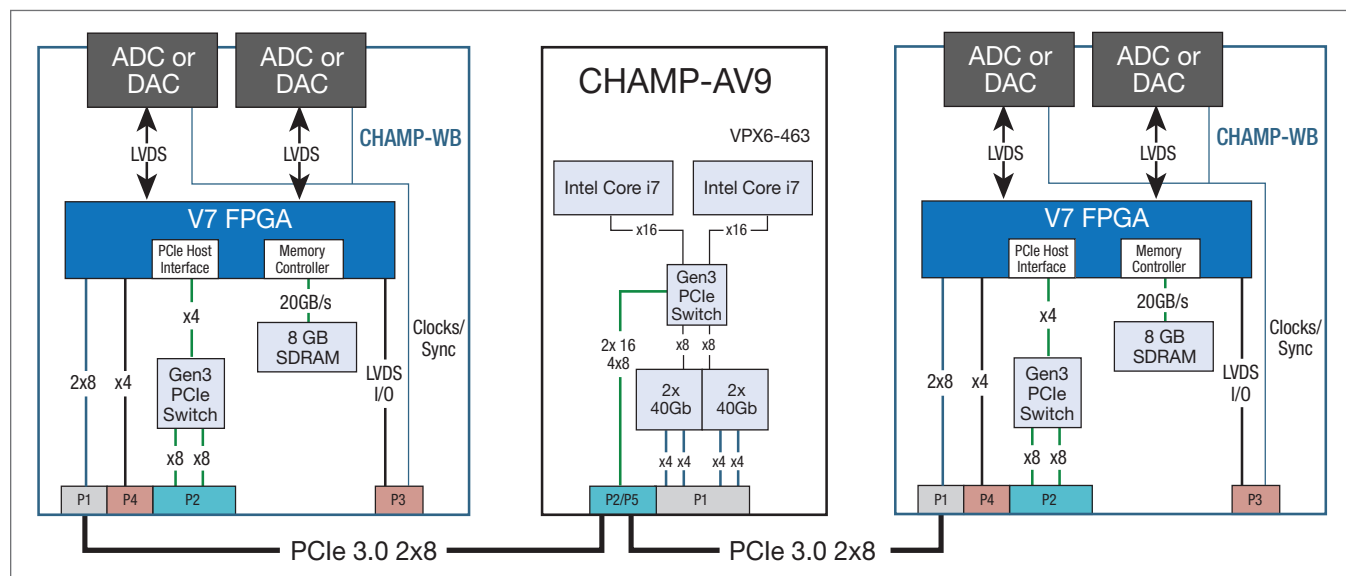 ADC or
DAC
ADC or
DAC
LVDS
LVDS
CHAMP-WB
V7 FPGA
PCIe Host
Interface
Memory
Controller
20GB/s
x4
8 GB
SDRAM
Clocks/
Sync
2x8
x4
Gen3
PCIe
Switch
LVDS
I/O
x8
x8
P1
P4
P2
P3
CHAMP-AV9
VPX6-463
Intel Core i7
Intel Core i7
x16
x16
Gen3
PCIe
Switch
2x 16
4x8
x8
x8
2x
40Gb
2x
40Gb
x4
x4
x4
x4
P2/P5
P1
ADC or
DAC
ADC or
DAC
LVDS
LVDS
CHAMP-WB
V7 FPGA
PCIe Host
Interface
Memory
Controller
20GB/s
x4
8 GB
SDRAM
Clocks/
Sync
2x8
x4
Gen3
PCIe
Switch
LVDS
I/O
x8
x8
P1
P4
P2
P3
PCIe 3.0 2x8
PCIe 3.0 2x8